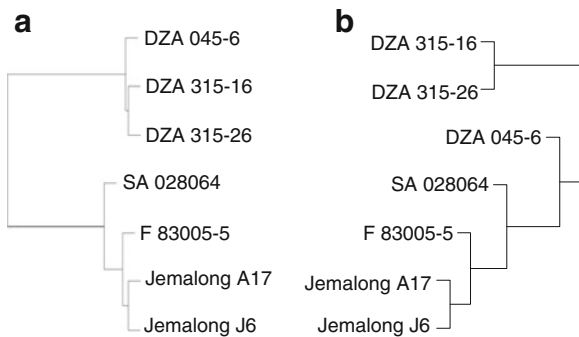 a
DZA 045-6
DZA 315-16
DZA 315-26
SA 028064
F 83005-5
Jemalong A17
Jemalong J6
b
DZA 315-16
DZA 315-26
DZA 045-6
SA 028064
F 83005-5
Jemalong A17
Jemalong J6